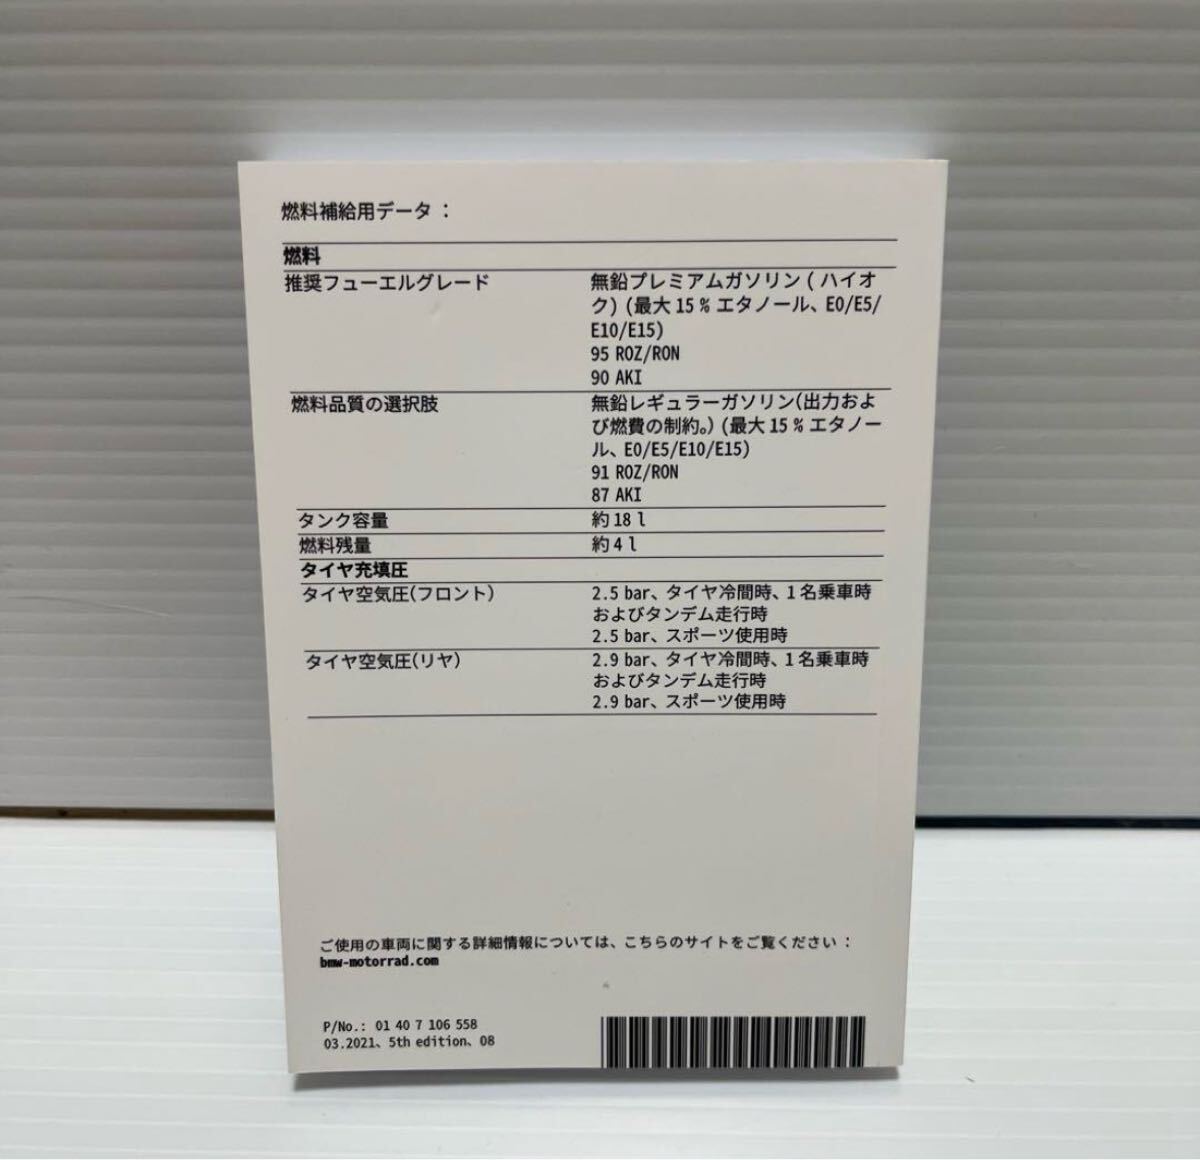 燃料補給用データ：
燃料
推奨フューエルグレード
無鉛プレミアムガソリン ( ハイオ
ク) (最大 15 % エタノール、E0/E5/
E10/E15)
95 ROZ/RON
90 AKI
燃料品質の選択肢
無鉛レギュラーガソリン(出力およ
び燃費の制約。) (最大 15 % エタノー
ル、E0/E5/E10/E15)
91 ROZ/RON
87 AKI
タンク容量
約 18 l
燃料残量
約 4 l
タイヤ充填圧
タイヤ空気圧(フロント)
2.5 bar、タイヤ冷間時、1 名乗車時
およびタンデム走行時
2.5 bar、スポーツ使用時
タイヤ空気圧(リヤ)
2.9 bar、タイヤ冷間時、1 名乗車時
およびタンデム走行時
2.9 bar、スポーツ使用時
ご使用の車両に関する詳細情報については、こちらのサイトをご覧ください：
bmw-motorrad.com
P/No.: 01 40 7 106 558
03.2021、5th edition、08